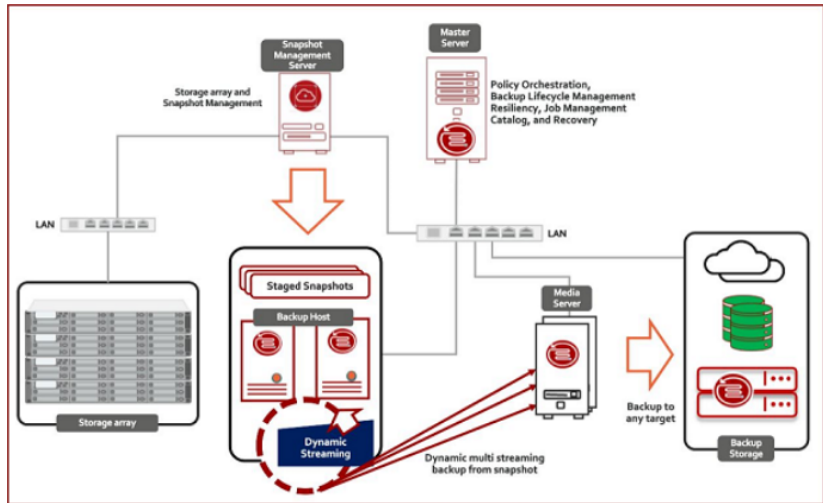 Snapshot
Management
Server
Master
Server
Storage array and
Snapshot Management
Policy Orchestration,
Backup Lifecycle Management
Resiliency, Job Management
Catalog, and Recovery
LAN
LAN
Staged Snapshots
Backup Host
Media
Server
Storage array
Dynamic
Streaming
Dynamic multi streaming
backup from snapshot
Backup to
any target
Backup
Storage